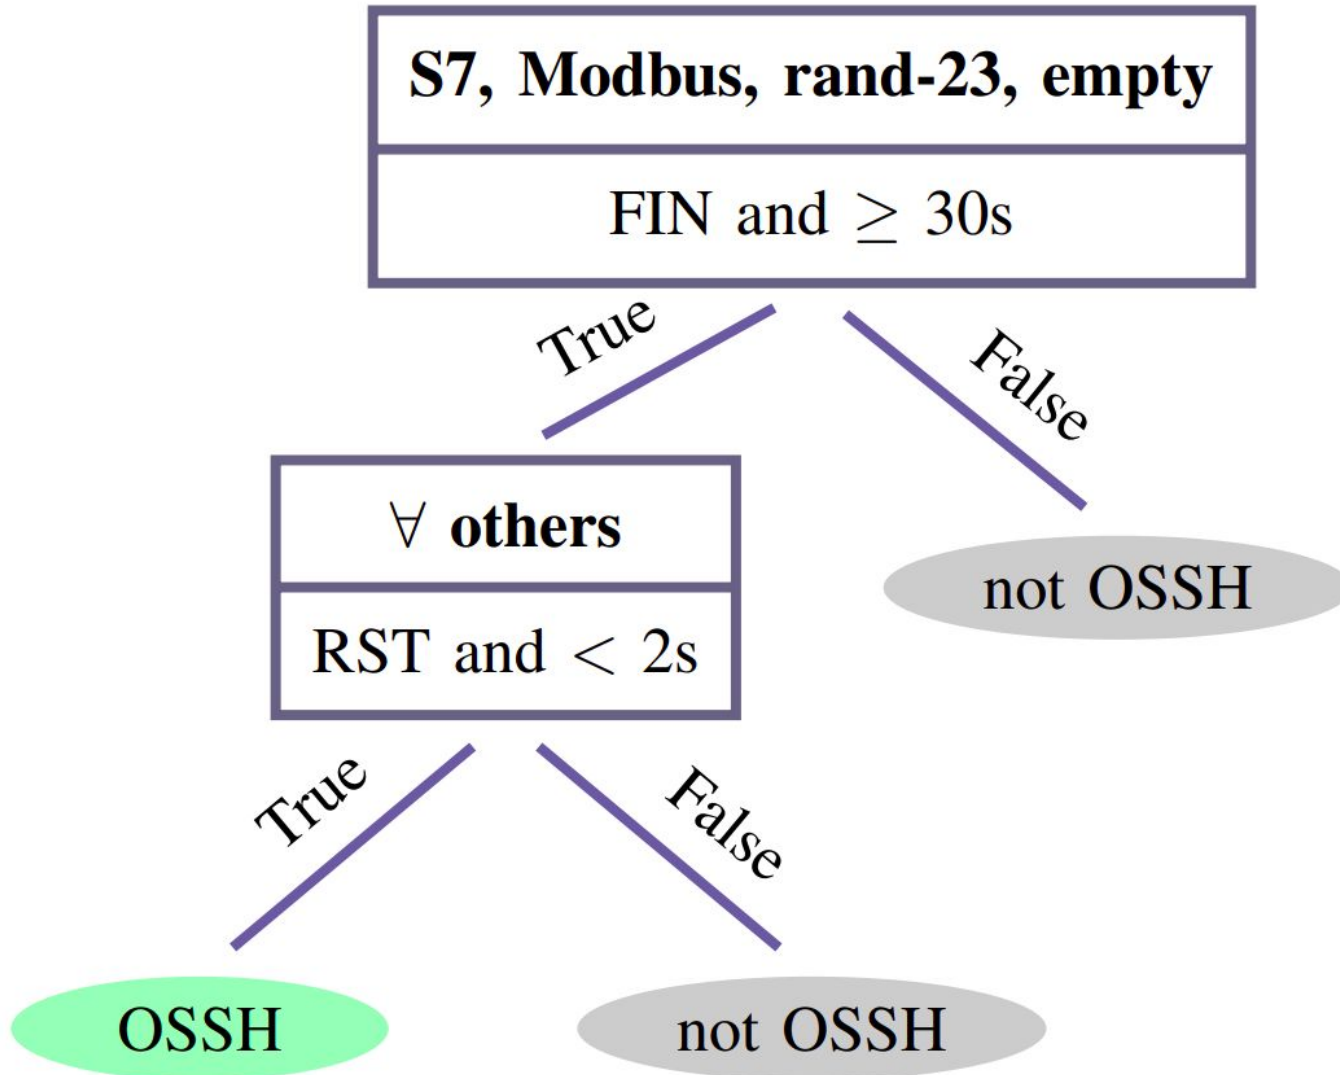 S7, Modbus, rand-23, empty
FIN and ≥ 30s
True
False
∀ others
RST and < 2s
not OSSH
True
False
OSSH
not OSSH